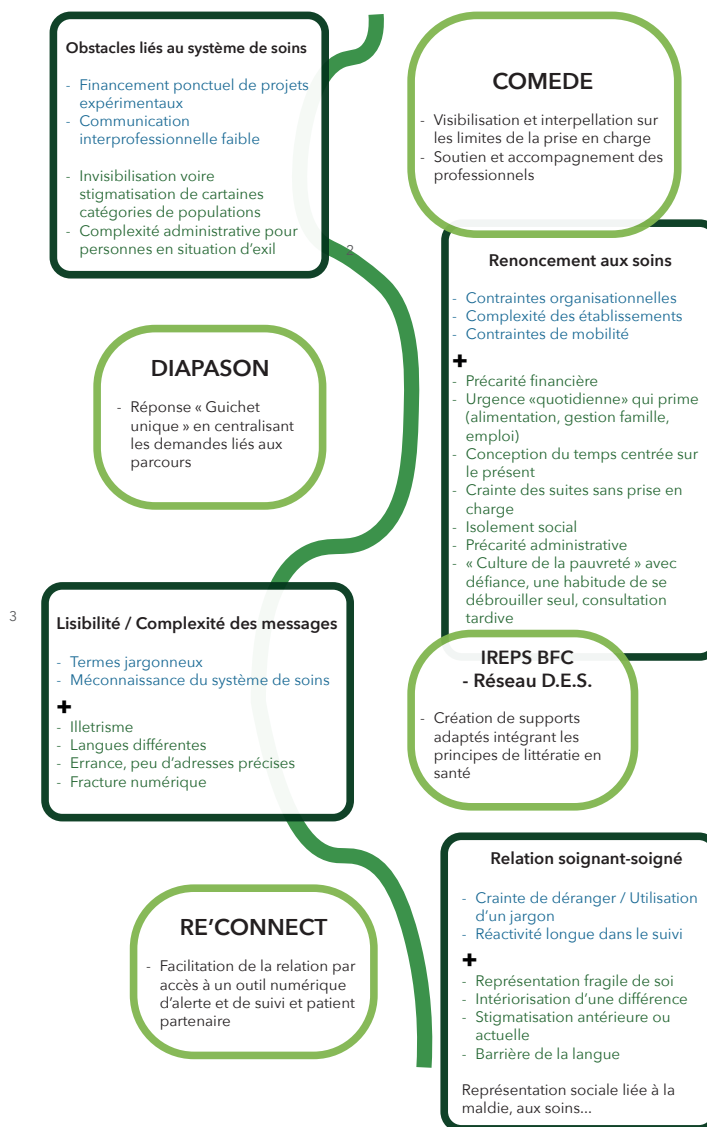 Obstacles liés au système de soins
- Financement ponctuel de projets
expérimentaux
- Communication
interprofessionnelle faible
- Invisibilisation voire
stigmatisation de cartaines
catégories de populations
- Complexité administrative pour
personnes en situation d'exil
COMEDE
- Visibilisation et interpellation sur
les limites de la prise en charge
- Soutien et accompagnement des
professionnels
2
Renoncement aux soins
- Contraintes organisationnelles
- Complexité des établissements
- Contraintes de mobilité
+
- Précarité financière
- Urgence «quotidienne» qui prime
(alimentation, gestion famille,
emploi)
- Conception du temps centrée sur
le présent
- Crainte des suites sans prise en
charge
- Isolement social
- Précarité administrative
- « Culture de la pauvreté » avec
défiance, une habitude de se
débrouiller seul, consultation
tardive
DIAPASON
- Réponse « Guichet
unique » en centralisant
les demandes liés aux
parcours
3
Lisibilité / Complexité des messages
- Termes jargonneux
- Méconnaissance du système de soins
+
- Illetrisme
- Langues différentes
- Errance, peu d'adresses précises
- Fracture numérique
IREPS BFC
- Réseau D.E.S.
- Création de supports
adaptés intégrant les
principes de littératie en
santé
RE'CONNECT
- Facilitation de la relation par
accès à un outil numérique
d'alerte et de suivi et patient
partenaire
Relation soignant-soigné
- Crainte de déranger / Utilisation
d'un jargon
- Réactivité longue dans le suivi
+
- Représentation fragile de soi
- Intériorisation d'une différence
- Stigmatisation antérieure ou
actuelle
- Barrière de la langue
Représentation sociale liée à la
maldie, aux soins...